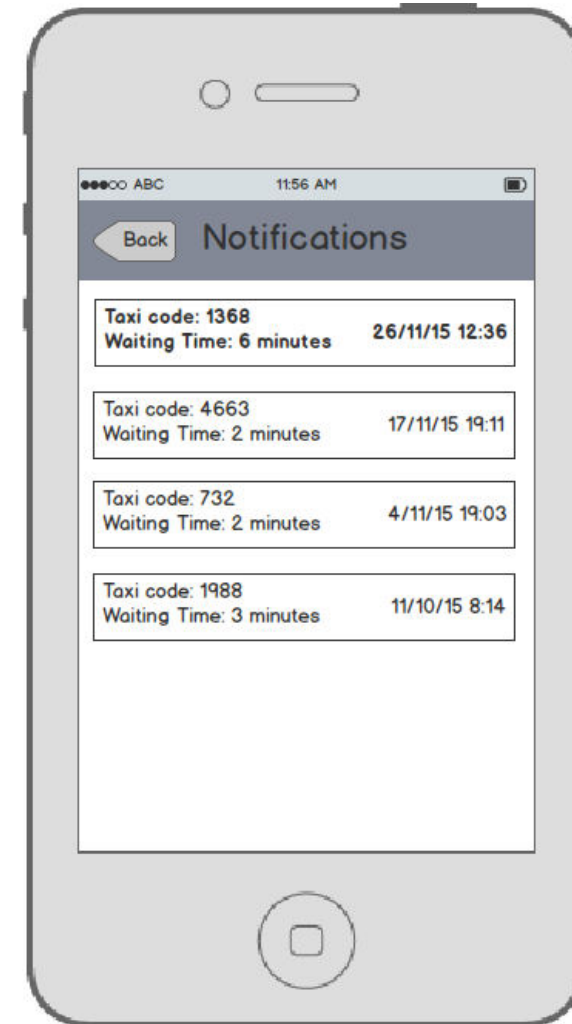 ABC 11:56 AM
Back Notifications
Taxi code: 1368
Waiting Time: 6 minutes 26/11/15 12:36
Taxi code: 4663
Waiting Time: 2 minutes 17/11/15 19:11
Taxi code: 732
Waiting Time: 2 minutes 4/11/15 19:03
Taxi code: 1988
Waiting Time: 3 minutes 11/10/15 8:14